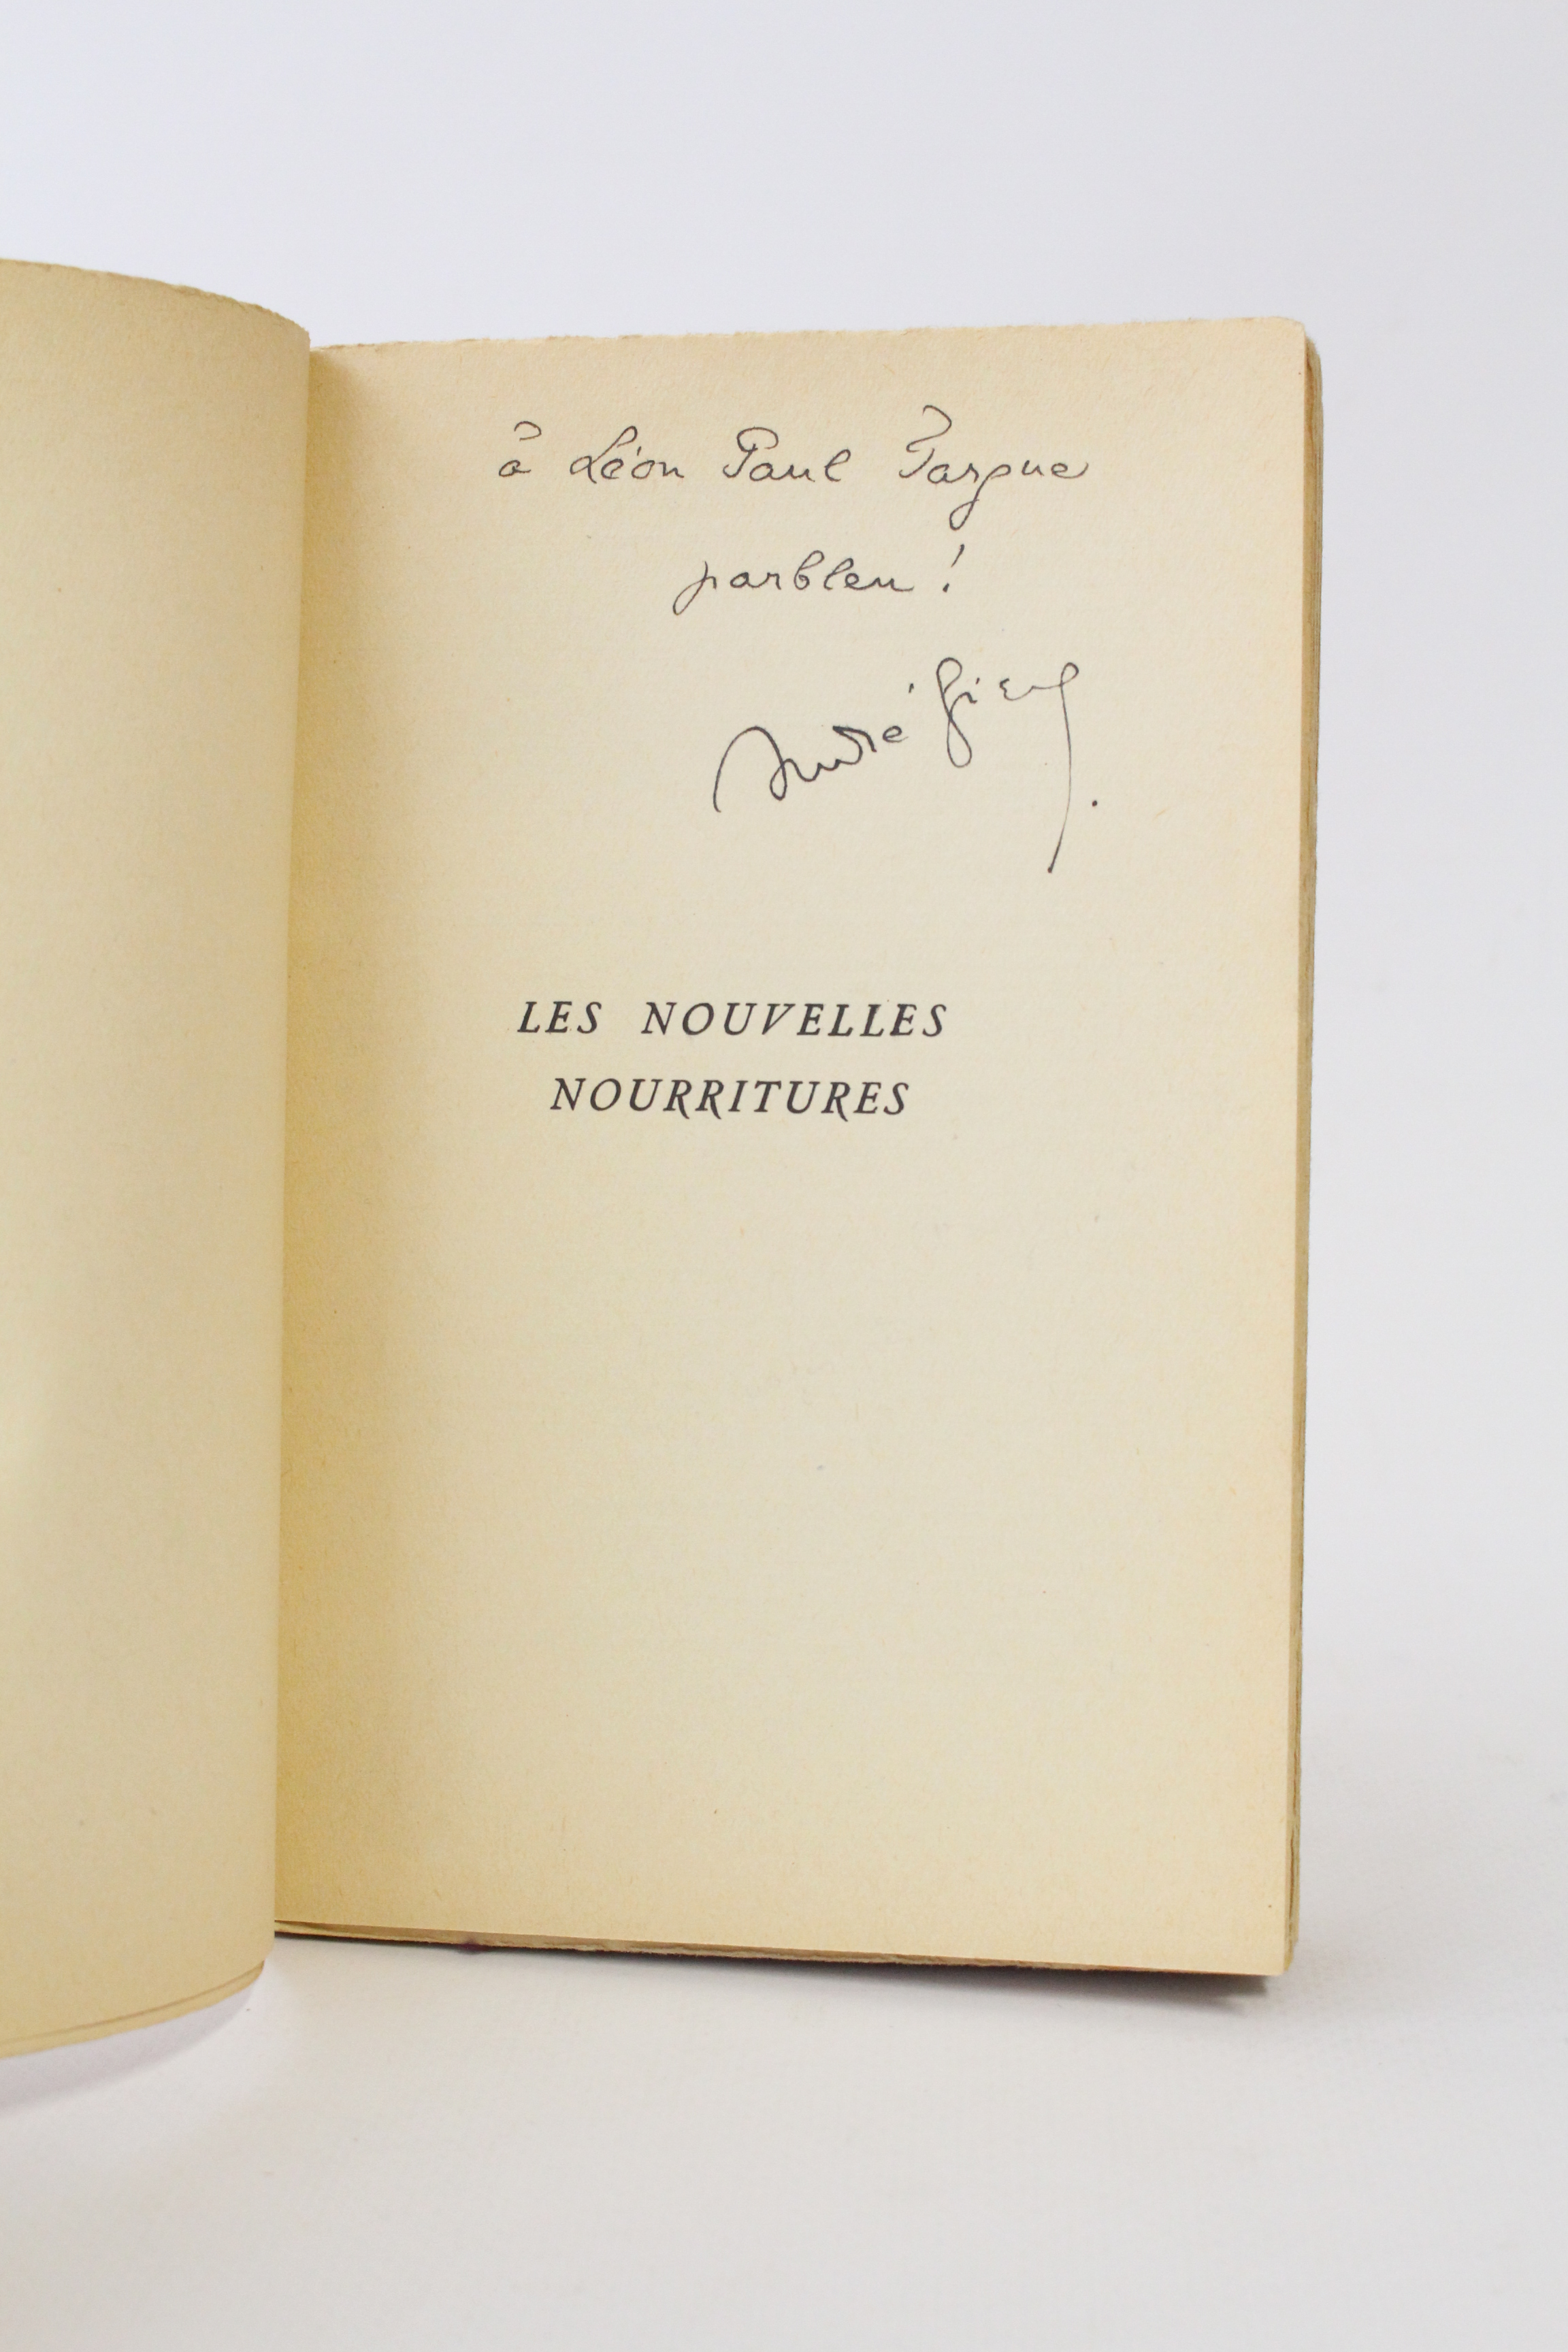 à Léon Paul Fargue
parbleu !
André Gide.
LES NOUVELLES
NOURRITURES